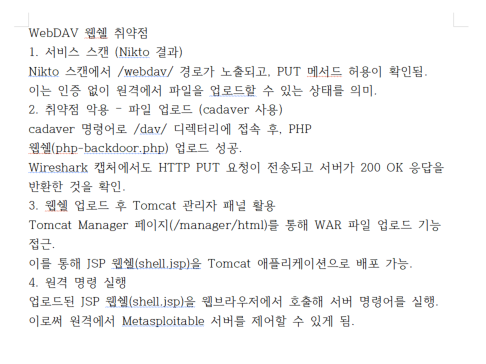 WebDAV 웹쉘 취약점
1. 서비스 스캔 (Nikto 결과)
Nikto 스캔에서 /webdav/ 경로가 노출되고, PUT 메서드 허용이 확인됨.
이는 인증 없이 원격에서 파일을 업로드할 수 있는 상태를 의미.
2. 취약점 악용 - 파일 업로드 (cadaver 사용)
cadaver 명령어로 /dav/ 디렉터리에 접속 후, PHP
웹쉘(php-backdoor.php) 업로드 성공.
Wireshark 캡처에서도 HTTP PUT 요청이 전송되고 서버가 200 OK 응답을
반환한 것을 확인.
3. 웹쉘 업로드 후 Tomcat 관리자 패널 활용
Tomcat Manager 페이지(/manager/html)를 통해 WAR 파일 업로드 기능
접근.
이를 통해 JSP 웹쉘(shell.jsp)을 Tomcat 애플리케이션으로 배포 가능.
4. 원격 명령 실행
업로드된 JSP 웹쉘(shell.jsp)을 웹브라우저에서 호출해 서버 명령어를 실행.
이로써 원격에서 Metasploitable 서버를 제어할 수 있게 됨.